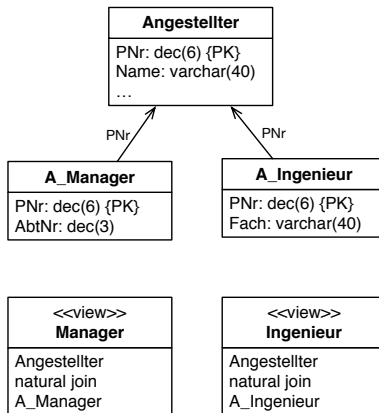 Angestellter
PNr: dec(6) {PK}
Name: varchar(40)
...
PNr
PNr
A_Manager
PNr: dec(6) {PK}
AbtNr: dec(3)
A_Ingenieur
PNr: dec(6) {PK}
Fach: varchar(40)
<<view>>
Manager
Angestellter
natural join
A_Manager
<<view>>
Ingenieur
Angestellter
natural join
A_Ingenieur